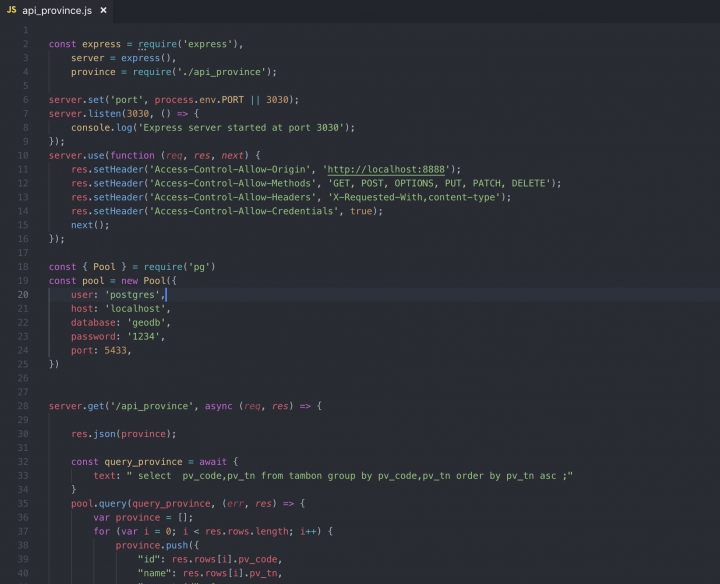 JS api_province.js ×
1
2 const express = require('express'),
3 server = express(),
4 province = require('./api_province');
5
6 server.set('port', process.env.PORT || 3030);
7 server.listen(3030, () => {
8 console.log('Express server started at port 3030');
9 });
10 server.use(function (req, res, next) {
11 res.setHeader('Access-Control-Allow-Origin', 'http://localhost:8888');
12 res.setHeader('Access-Control-Allow-Methods', 'GET, POST, OPTIONS, PUT, PATCH, DELETE');
13 res.setHeader('Access-Control-Allow-Headers', 'X-Requested-With,content-type');
14 res.setHeader('Access-Control-Allow-Credentials', true);
15 next();
16 });
17
18 const { Pool } = require('pg')
19 const pool = new Pool({
20 user: 'postgres',
21 host: 'localhost',
22 database: 'geodb',
23 password: '1234',
24 port: 5433,
25 })
26
27
28 server.get('/api_province', async (req, res) => {
29
30 res.json(province);
31
32 const query_province = await {
33 text: " select  pv_code,pv_tn from tambon group by pv_code,pv_tn order by pv_tn asc ;"
34 }
35 pool.query(query_province, (err, res) => {
36 var province = [];
37 for (var i = 0; i < res.rows.length; i++) {
38 province.push({
39 "id": res.rows[i].pv_code,
40 "name": res.rows[i].pv_tn,